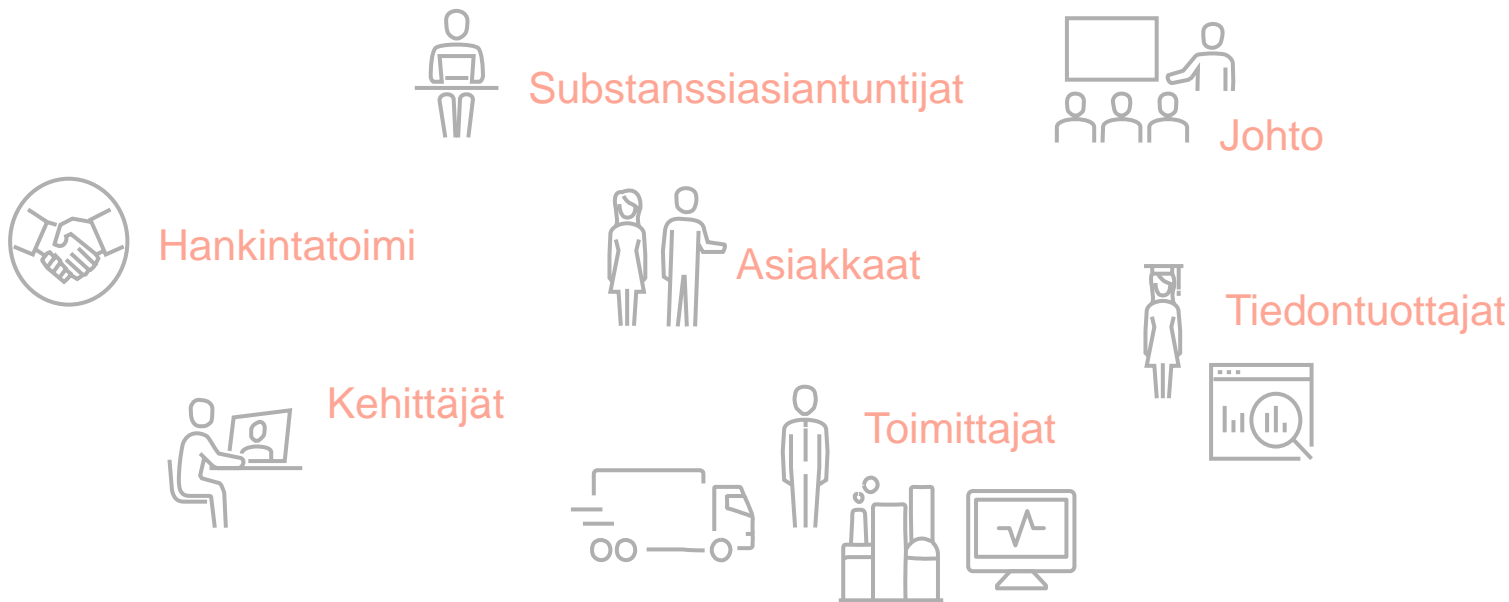 Substanssiasiantuntijat
Johto
Hankintatoimi
Asiakkaat
Tiedontuottajat
Kehittäjät
Toimittajat